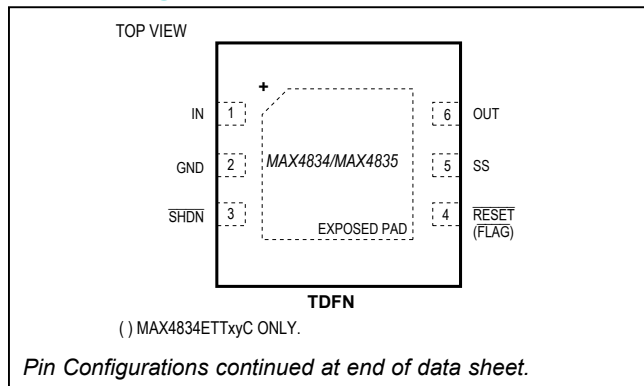 TOP VIEW
+
IN 1 6 OUT
GND 2 MAX4834/MAX4835 5 SS
SHDN 3 4 RESET
(FLAG)
EXPOSED PAD
TDFN
( ) MAX4834ETTxyC ONLY.
Pin Configurations continued at end of data sheet.